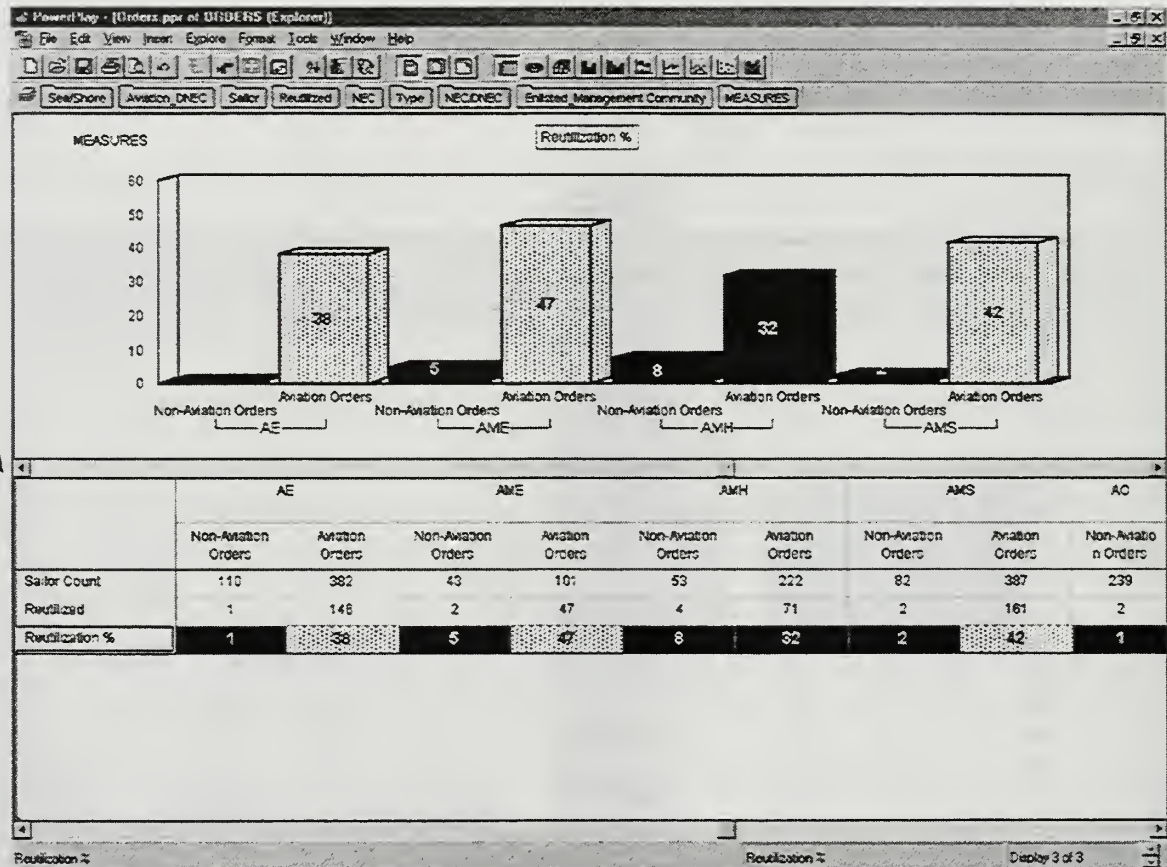 PowerPlay - [Orders.ppr of ORDERS (Explorer)]
File Edit View Insert Explore Format Tools Window Help
Sea/Shore Aviation_DNEC Sailor Reutilized NEC Type NEC/DNEC Enlisted_Management Community MEASURES
MEASURES
Reutilization %
60
50
40
30
20
10
0
38
5
47
8
32
42
Non-Aviation Orders Aviation Orders Non-Aviation Orders Aviation Orders Non-Aviation Orders Aviation Orders Non-Aviation Orders Aviation Orders
AE AME AMH AMS
AE AME AMH AMS AO
Non-Aviation Aviation Non-Aviation Aviation Non-Aviation Aviation Non-Aviation Aviation Non-Aviatio
Orders Orders Orders Orders Orders Orders Orders Orders n Orders
Sailor Count 110 382 43 101 53 222 82 387 239
Reutilized 1 146 2 47 4 71 2 161 2
Reutilization % 1 38 5 47 8 32 2 42 1
Reutilization % Reutilization % Display 3 of 3